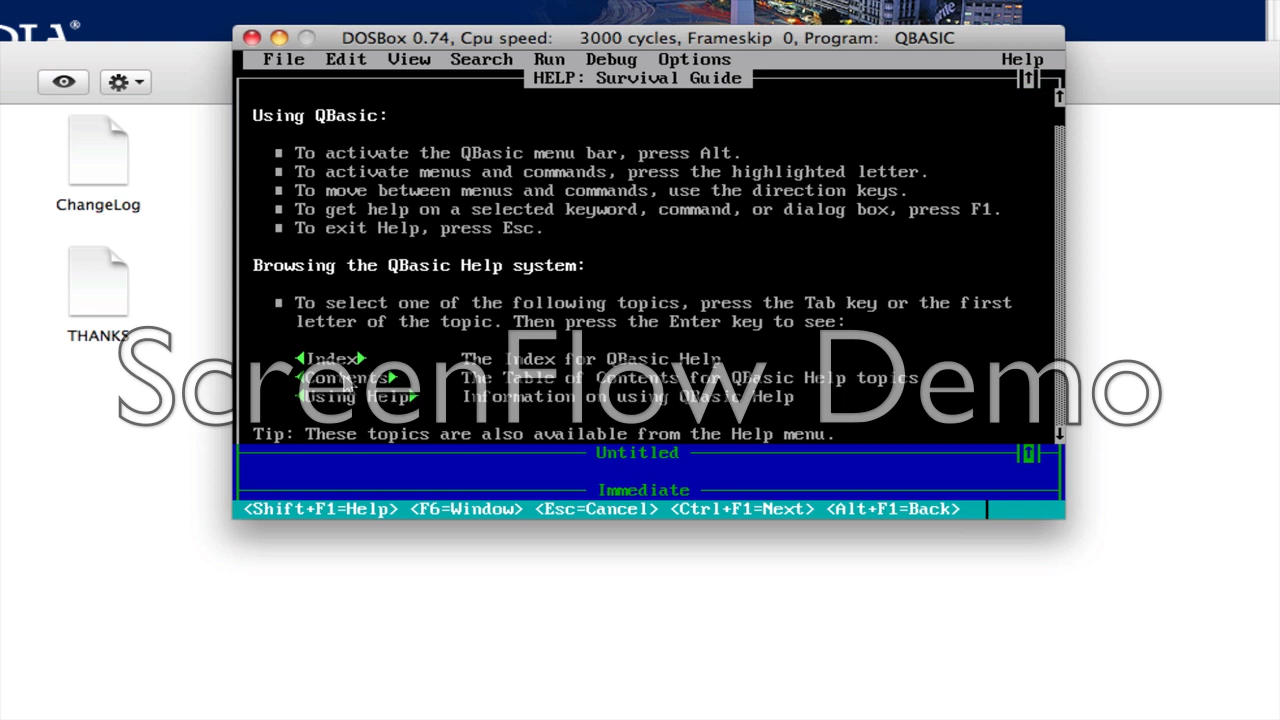 DOSBox 0.74, Cpu speed: 3000 cycles, Frameskip 0, Program: QBASIC
File Edit View Search Run Debug Options Help
HELP: Survival Guide
Using QBasic:
To activate the QBasic menu bar, press Alt.
To activate menus and commands, press the highlighted letter.
To move between menus and commands, use the direction keys.
To get help on a selected keyword, command, or dialog box, press F1.
To exit Help, press Esc.
Browsing the QBasic Help system:
To select one of the following topics, press the Tab key or the first
letter of the topic. Then press the Enter key to see:
Index The Index for QBasic Help
Contents The Table of Contents for QBasic Help topics
Using Help Information on using QBasic Help
Tip: These topics are also available from the Help menu.
Untitled
Immediate
<Shift+F1=Help> <F6=Window> <Esc=Cancel> <Ctrl+F1=Next> <Alt+F1=Back>
ChangeLog
THANKS
ScreenFlow Demo